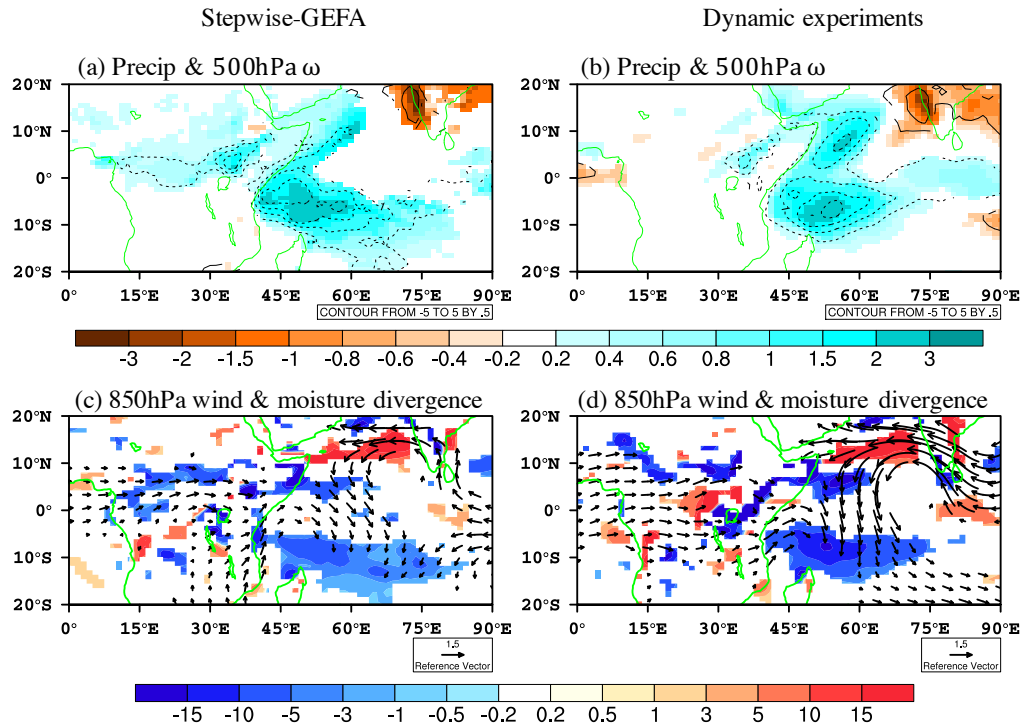 Stepwise-GEFA Dynamic experiments
(a) Precip & 500hPa ω (b) Precip & 500hPa ω
20°N 20°N
10°N 10°N
0° 0°
10°S 10°S
20°S 20°S
0° 15°E 30°E 45°E 60°E 75°E 90°E 0° 15°E 30°E 45°E 60°E 75°E 90°E
CONTOUR FROM -5 TO 5 BY .5 CONTOUR FROM -5 TO 5 BY .5
-3 -2 -1.5 -1 -0.8 -0.6 -0.4 -0.2 0.2 0.4 0.6 0.8 1 1.5 2 3
(c) 850hPa wind & moisture divergence (d) 850hPa wind & moisture divergence
20°N 20°N
10°N 10°N
0° 0°
10°S 10°S
20°S 20°S
0° 15°E 30°E 45°E 60°E 75°E 90°E 0° 15°E 30°E 45°E 60°E 75°E 90°E
1.5 1.5
Reference Vector Reference Vector
-15 -10 -5 -3 -1 -0.5 -0.2 0.2 0.5 1 3 5 10 15